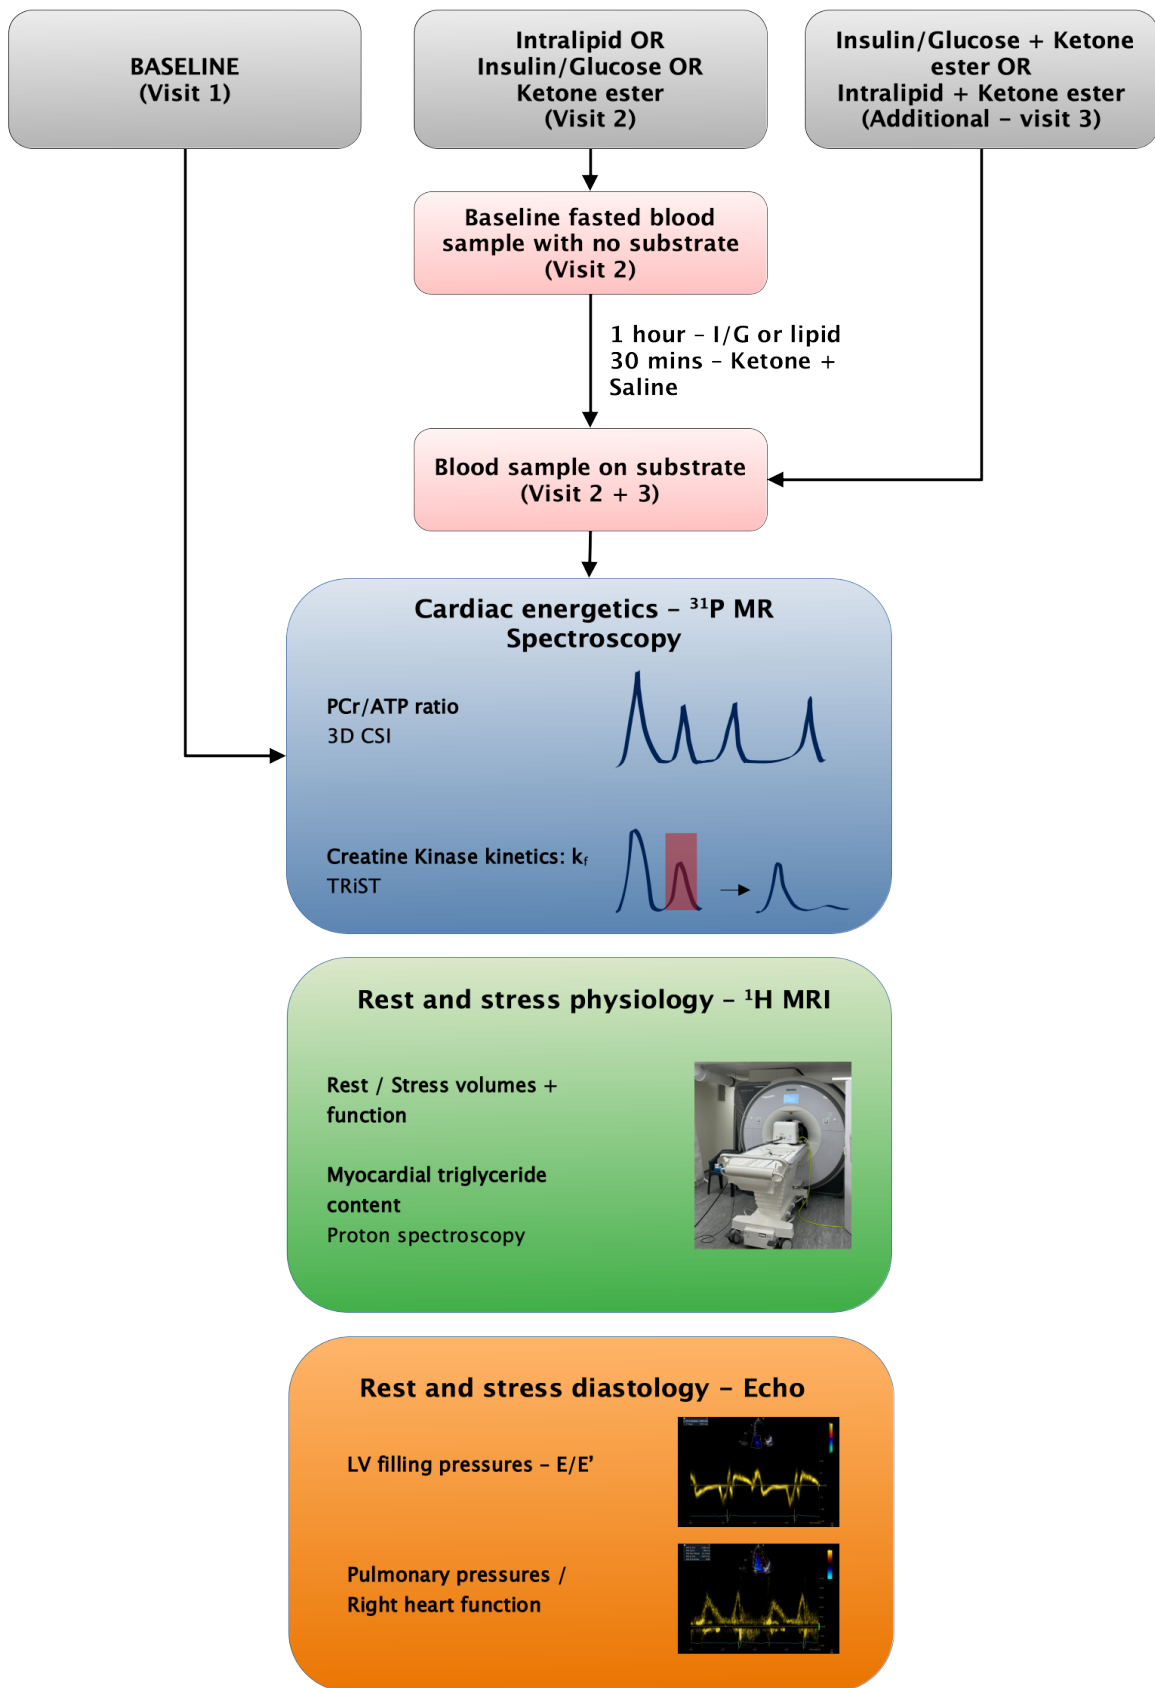 BASELINE
(Visit 1)
Intralipid OR
Insulin/Glucose OR
Ketone ester
(Visit 2)
Insulin/Glucose + Ketone
ester OR
Intralipid + Ketone ester
(Additional – visit 3)
Baseline fasted blood
sample with no substrate
(Visit 2)
1 hour – I/G or lipid
30 mins – Ketone +
Saline
Blood sample on substrate
(Visit 2 + 3)
Cardiac energetics – ³¹P MR
Spectroscopy
PCr/ATP ratio
3D CSI
Creatine Kinase kinetics: kf
TRiST
Rest and stress physiology – ¹H MRI
Rest / Stress volumes +
function
Myocardial triglyceride
content
Proton spectroscopy
Rest and stress diastology – Echo
LV filling pressures – E/E’
Pulmonary pressures /
Right heart function